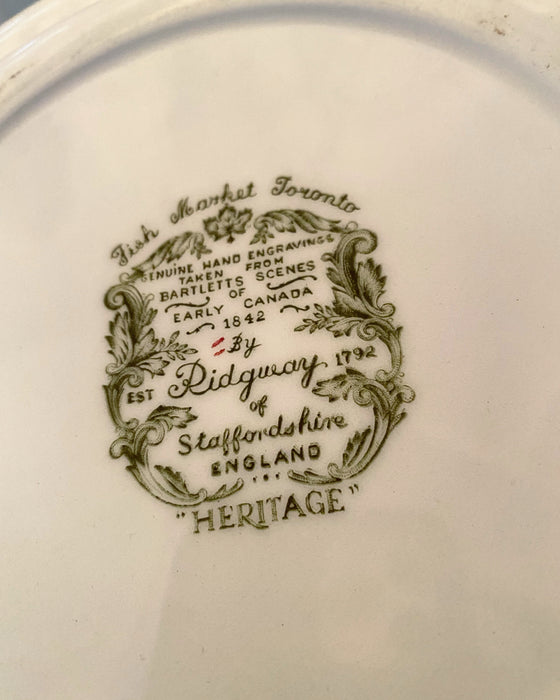 Fish Market Toronto
GENUINE HAND ENGRAVINGS
TAKEN FROM
BARTLETTS SCENES
OF
EARLY CANADA
1842
By
EST Ridgway 1792
of
Staffordshire
ENGLAND
"HERITAGE"